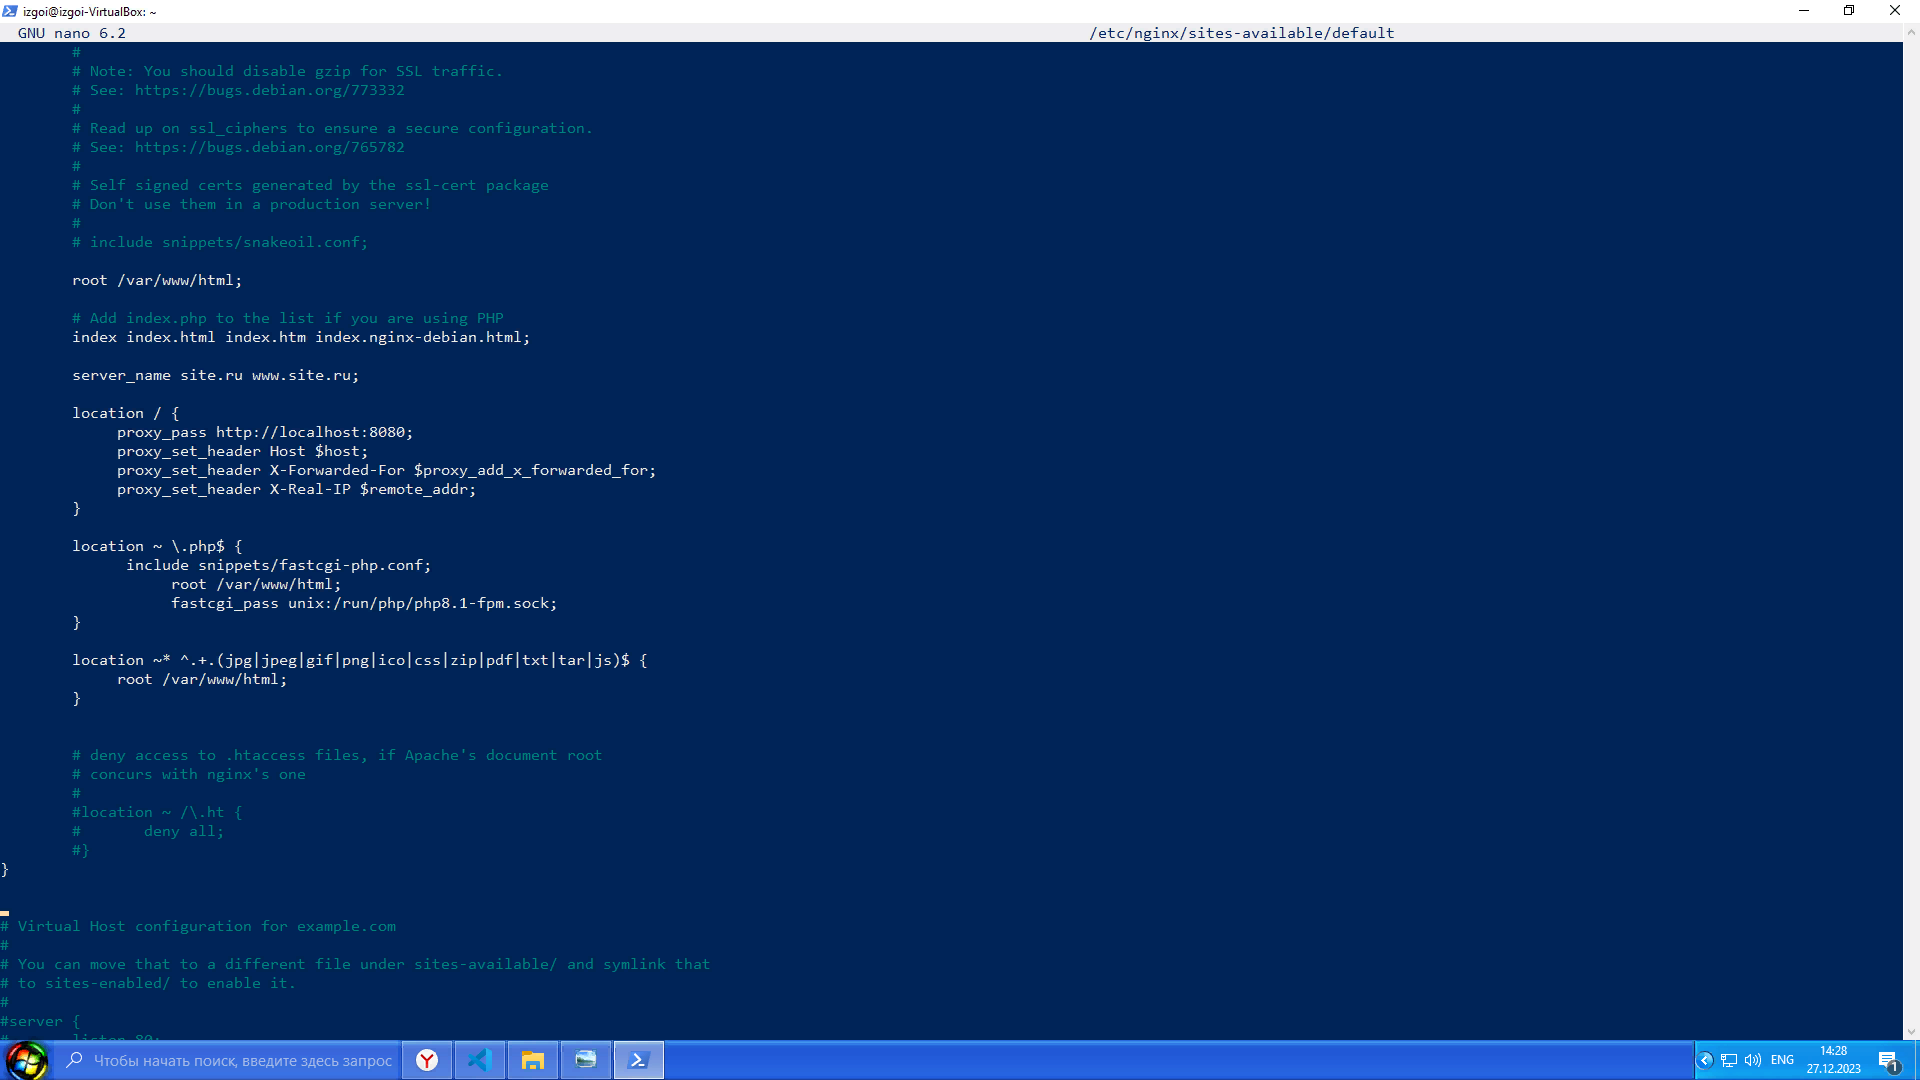 izgoi@izgoi-VirtualBox: ~
GNU nano 6.2 /etc/nginx/sites-available/default
#
# Note: You should disable gzip for SSL traffic.
# See: https://bugs.debian.org/773332
#
# Read up on ssl_ciphers to ensure a secure configuration.
# See: https://bugs.debian.org/765782
#
# Self signed certs generated by the ssl-cert package
# Don't use them in a production server!
#
# include snippets/snakeoil.conf;
root /var/www/html;
# Add index.php to the list if you are using PHP
index index.html index.htm index.nginx-debian.html;
server_name site.ru www.site.ru;
location / {
proxy_pass http://localhost:8080;
proxy_set_header Host $host;
proxy_set_header X-Forwarded-For $proxy_add_x_forwarded_for;
proxy_set_header X-Real-IP $remote_addr;
}
location ~ \.php$ {
include snippets/fastcgi-php.conf;
root /var/www/html;
fastcgi_pass unix:/run/php/php8.1-fpm.sock;
}
location ~* ^.+.(jpg|jpeg|gif|png|ico|css|zip|pdf|txt|tar|js)$ {
root /var/www/html;
}
# deny access to .htaccess files, if Apache's document root
# concurs with nginx's one
#
#location ~ /\.ht {
# deny all;
#}
}
# Virtual Host configuration for example.com
#
# You can move that to a different file under sites-available/ and symlink that
# to sites-enabled/ to enable it.
#
#server {
# listen 80;
Чтобы начать поиск, введите здесь запрос
ENG
14:28
27.12.2023
1